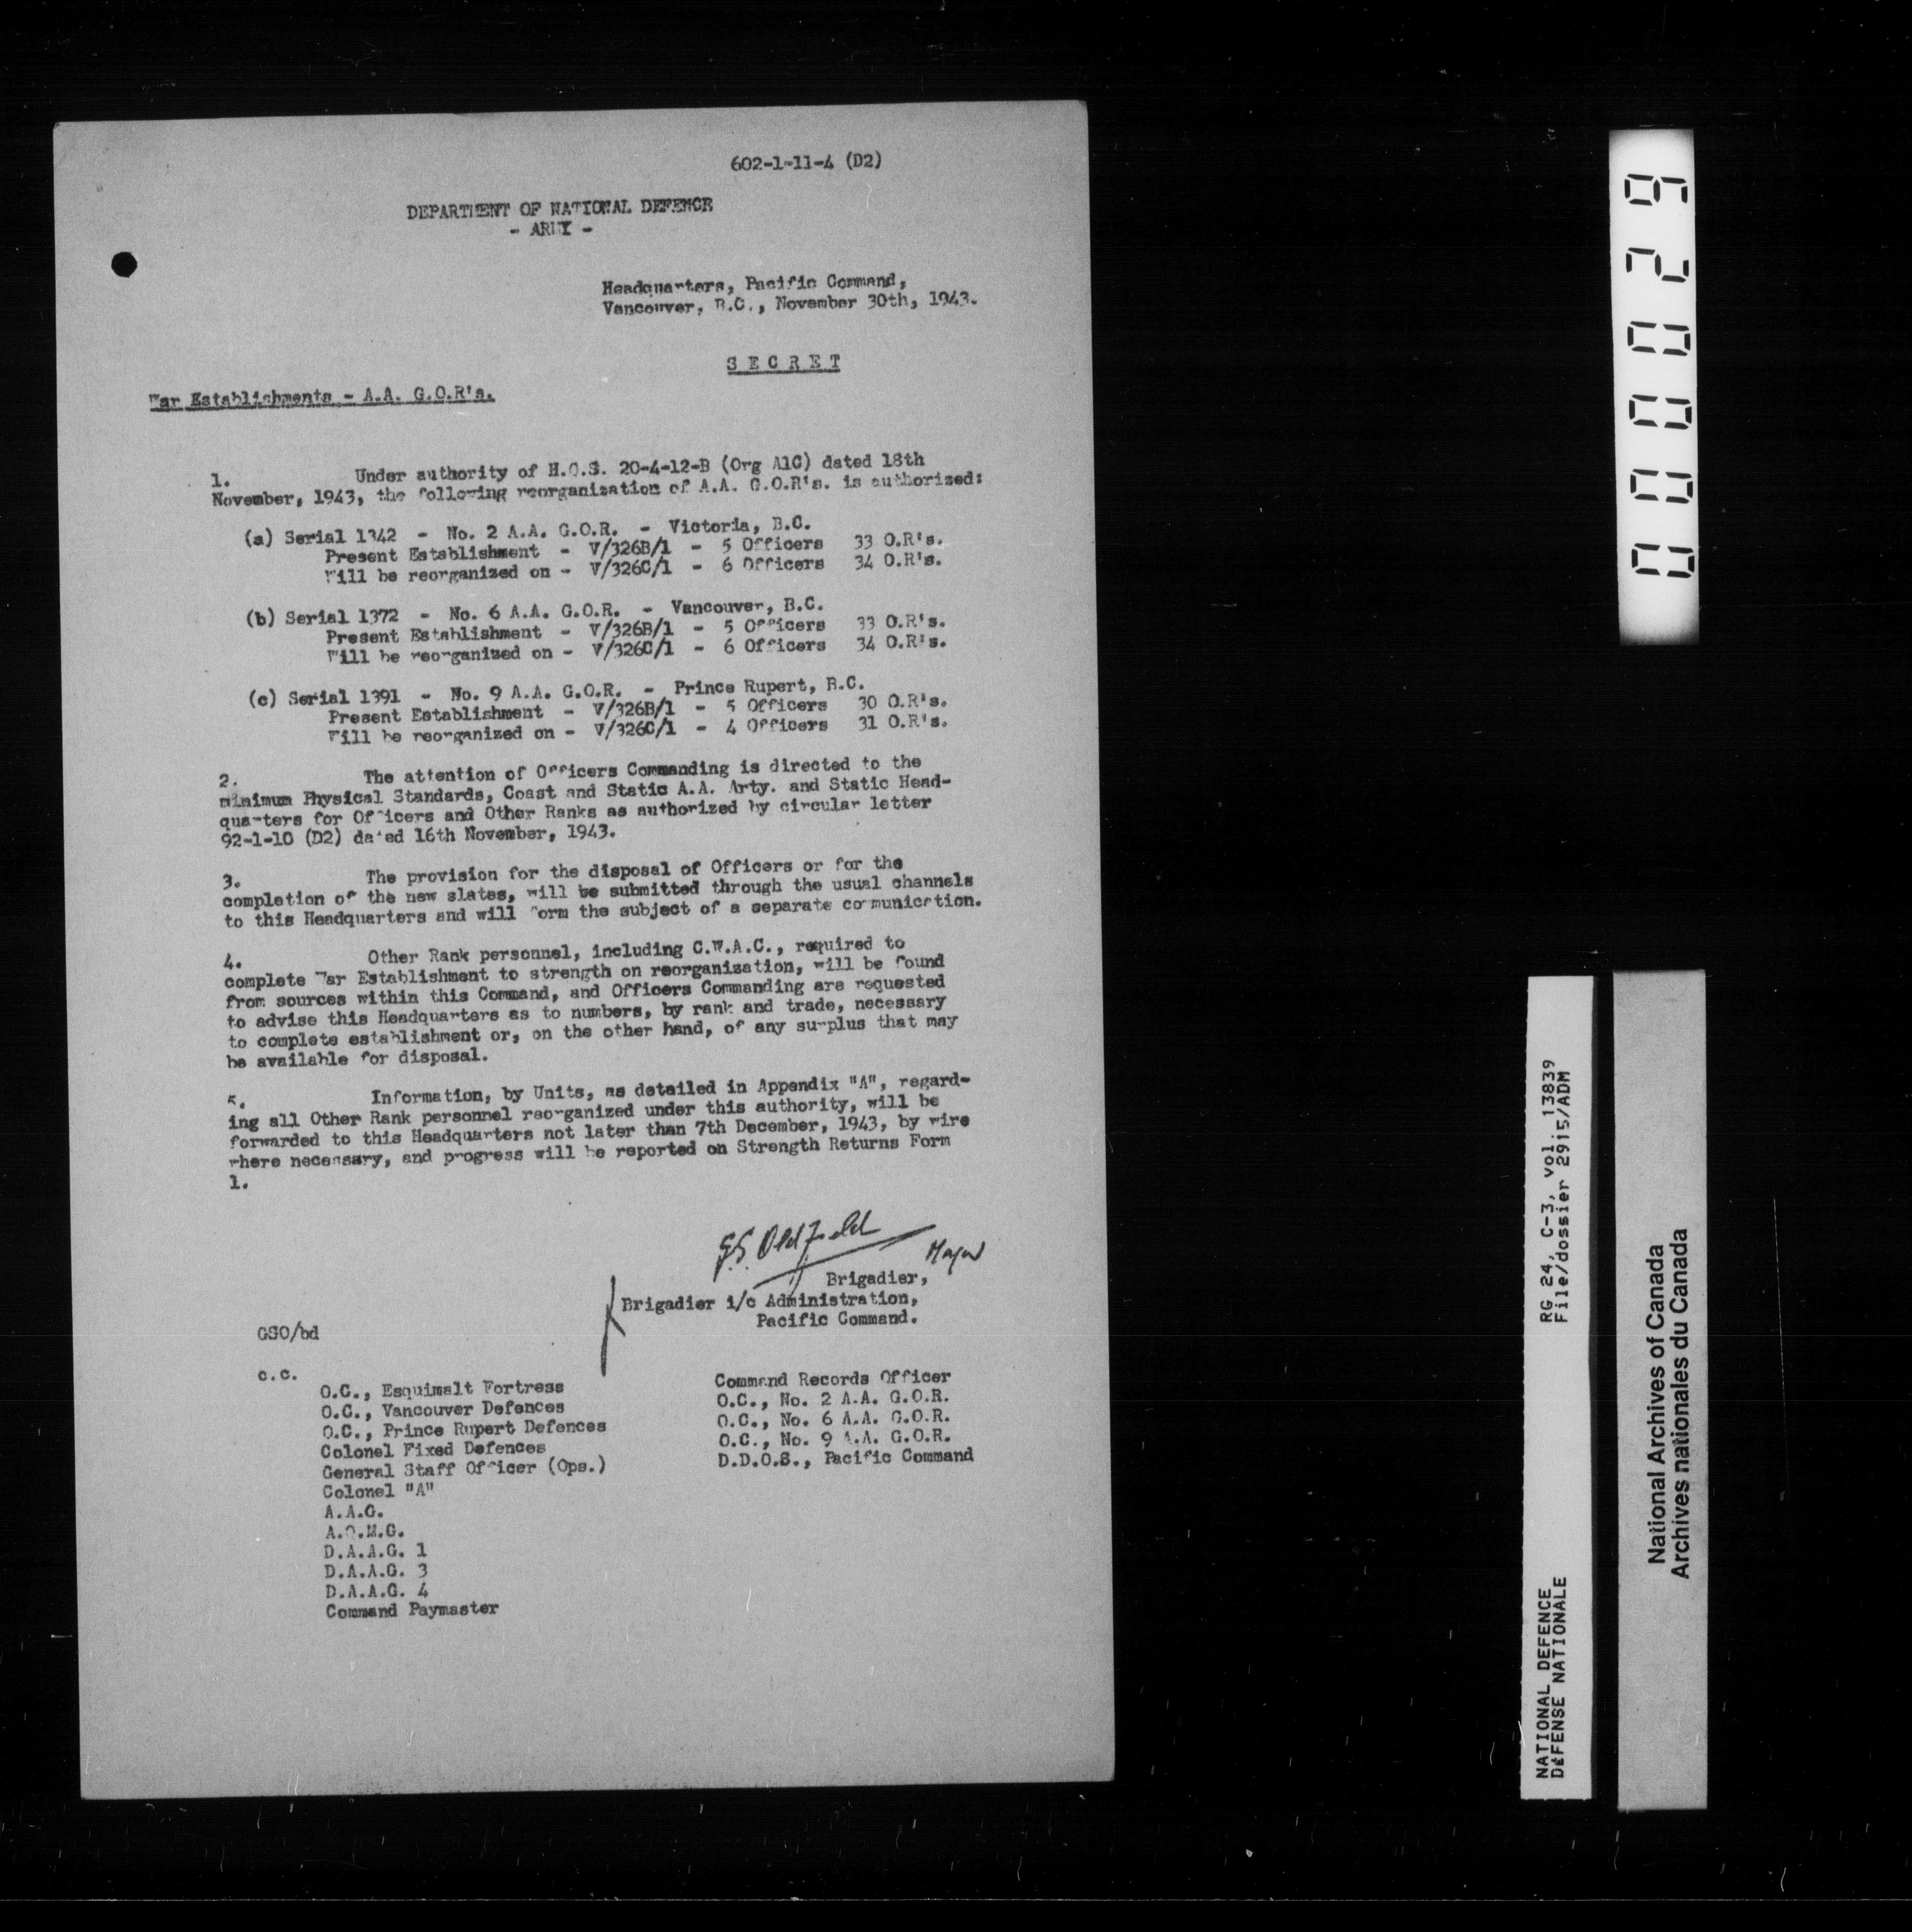 602-1-11-4 (D2)
DEPARTMENT OF NATIONAL DEFENCE
- ARMY -
Headquarters, Pacific Command,
Vancouver, B.C., November 30th, 1943.
S E C R E T
War Establishments - A.A. G.O.R's.
1. Under authority of H.Q.S. 20-4-12-B (Org A1C) dated 18th
November, 1943, the following reorganization of A.A. G.O.R's. is authorized:
(a) Serial 1342 - No. 2 A.A. G.O.R. - Victoria, B.C.
Present Establishment - V/326B/1 - 5 Officers 33 O.R's.
Will be reorganized on - V/326C/1 - 6 Officers 34 O.R's.
(b) Serial 1372 - No. 6 A.A. G.O.R. - Vancouver, B.C.
Present Establishment - V/326B/1 - 5 Officers 33 O.R's.
Will be reorganized on - V/326C/1 - 6 Officers 34 O.R's.
(c) Serial 1391 - No. 9 A.A. G.O.R. - Prince Rupert, B.C.
Present Establishment - V/326B/1 - 5 Officers 30 O.R's.
Will be reorganized on - V/326C/1 - 4 Officers 31 O.R's.
2. The attention of Officers Commanding is directed to the
minimum Physical Standards, Coast and Static A.A. Arty. and Static Head-
quarters for Officers and Other Ranks as authorized by circular letter
92-1-10 (D2) dated 16th November, 1943.
3. The provision for the disposal of Officers or for the
completion of the new slates, will be submitted through the usual channels
to this Headquarters and will form the subject of a separate communication.
4. Other Rank personnel, including C.W.A.C., required to
complete War Establishment to strength on reorganization, will be found
from sources within this Command, and Officers Commanding are requested
to advise this Headquarters as to numbers, by rank and trade, necessary
to complete establishment or, on the other hand, of any surplus that may
be available for disposal.
5. Information, by Units, as detailed in Appendix "A", regard-
ing all Other Rank personnel reorganized under this authority, will be
forwarded to this Headquarters not later than 7th December, 1943, by wire
where necessary, and progress will be reported on Strength Returns Form
1.
G.S. Oldfield
Major
Brigadier,
Brigadier i/c Administration,
Pacific Command.
GSO/bd
c.c.
O.C., Esquimalt Fortress
O.C., Vancouver Defences
O.C., Prince Rupert Defences
Colonel Fixed Defences
General Staff Officer (Ops.)
Colonel "A"
A.A.G.
A.Q.M.G.
D.A.A.G. 1
D.A.A.G. 3
D.A.A.G. 4
Command Paymaster
Command Records Officer
O.C., No. 2 A.A. G.O.R.
O.C., No. 6 A.A. G.O.R.
O.C., No. 9 A.A. G.O.R.
D.D.O.S., Pacific Command
000029
NATIONAL DEFENCE RG 24, C-3, vol. 13839
DÉFENSE NATIONALE File/dossier 2915/ADM
National Archives of Canada
Archives nationales du Canada